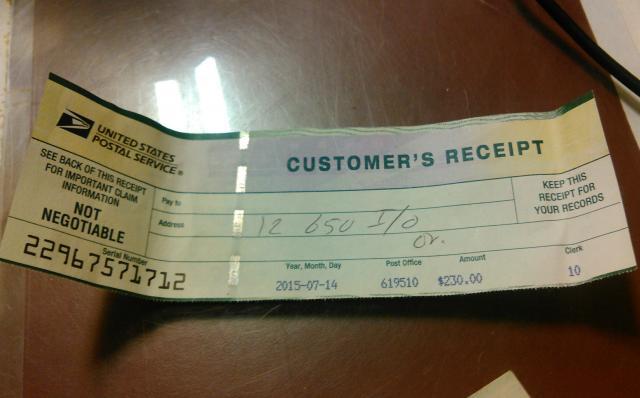 UNITED STATES
POSTAL SERVICE®
CUSTOMER'S RECEIPT
SEE BACK OF THIS RECEIPT
FOR IMPORTANT CLAIM
INFORMATION
NOT
NEGOTIABLE
Pay to
Address
12 650 I/0
Or.
KEEP THIS
RECEIPT FOR
YOUR RECORDS
Serial Number
22967571712
Year, Month, Day
2015-07-14
Post Office
619510
Amount
$230.00
Clerk
10